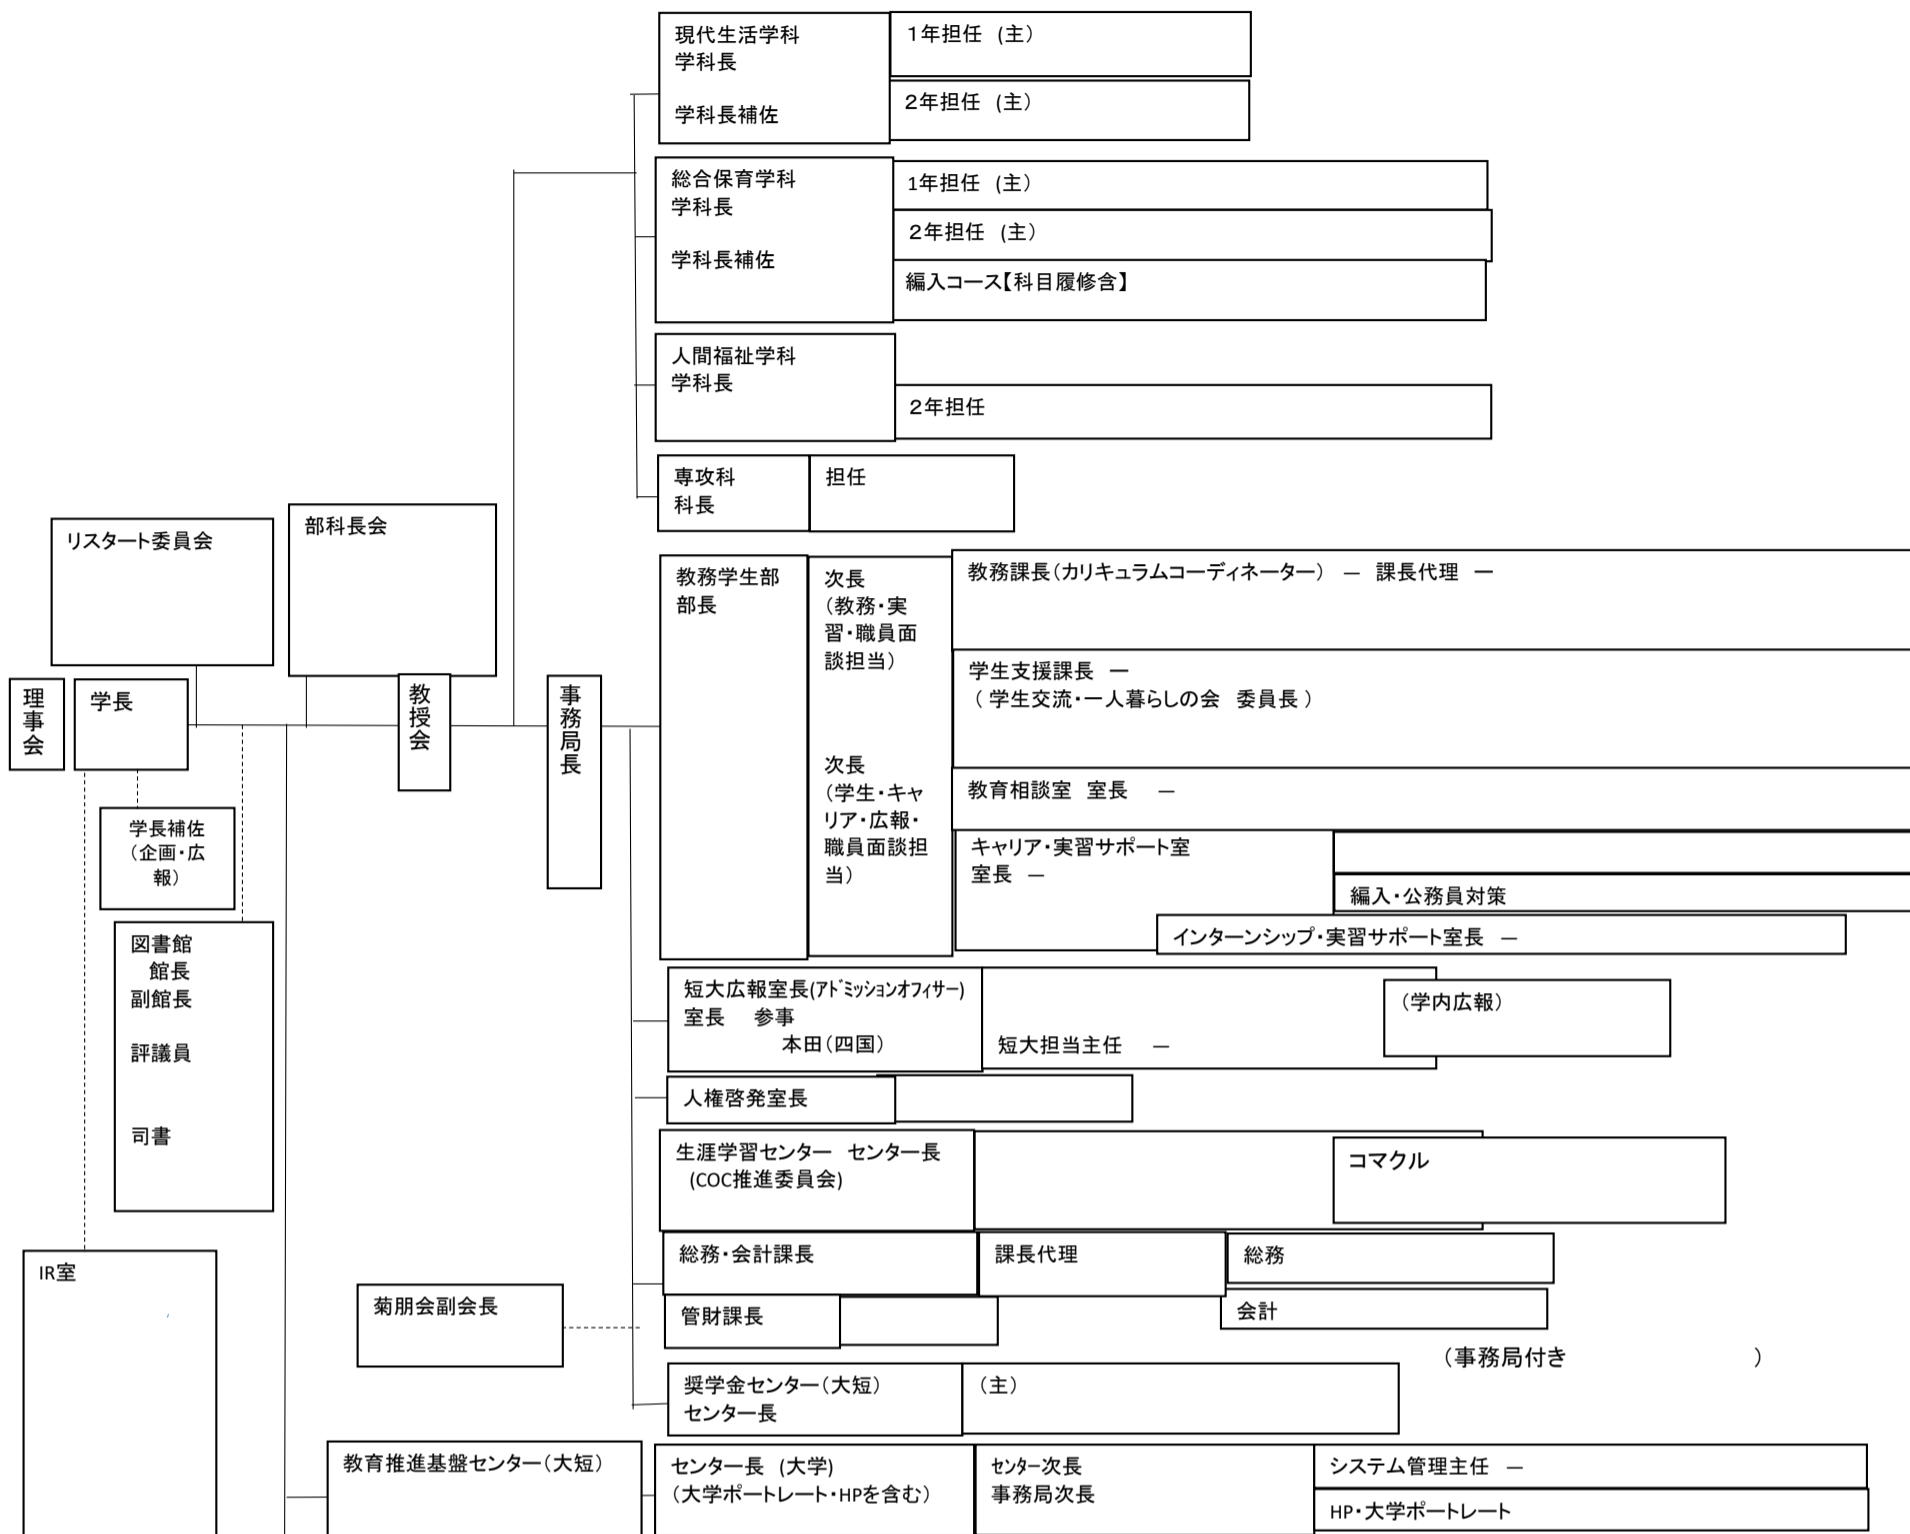 現代生活学科
学科長
学科長補佐
１年担任 (主）
２年担任 (主）
総合保育学科
学科長
学科長補佐
1年担任 (主）
２年担任 (主）
編入コース【科目履修含】
人間福祉学科
学科長
２年担任
専攻科
科長
担任
リスタート委員会
部科長会
理事会
学長
教授会
事務局長
学長補佐
（企画・広
報）
図書館
館長
副館長
評議員
司書
IR室
菊朋会副会長
教務学生部
部長
次長
（教務・実
習・職員面
談担当）
次長
（学生・キャ
リア・広報・
職員面談担
当）
教務課長（カリキュラムコーディネーター） ― 課長代理 ー
学生支援課長 ー
（ 学生交流・一人暮らしの会 委員長 ）
教育相談室 室長 ―
キャリア・実習サポート室
室長 ―
編入・公務員対策
インターンシップ・実習サポート室長 ―
短大広報室長(ｱﾄﾞﾐｯｼｮﾝｵﾌｨｻｰ)
室長 参事
本田（四国）
短大担当主任 ―
（学内広報）
人権啓発室長
生涯学習センター センター長
(COC推進委員会)
コマクル
総務・会計課長
課長代理
総務
会計
管財課長
（事務局付き ）
奨学金センター（大短）
センター長
（主）
教育推進基盤センター（大短）
センター長 (大学)
（大学ポートレート・HPを含む）
ｾﾝﾀｰ次長
事務局次長
システム管理主任 ―
HP・大学ポートレート